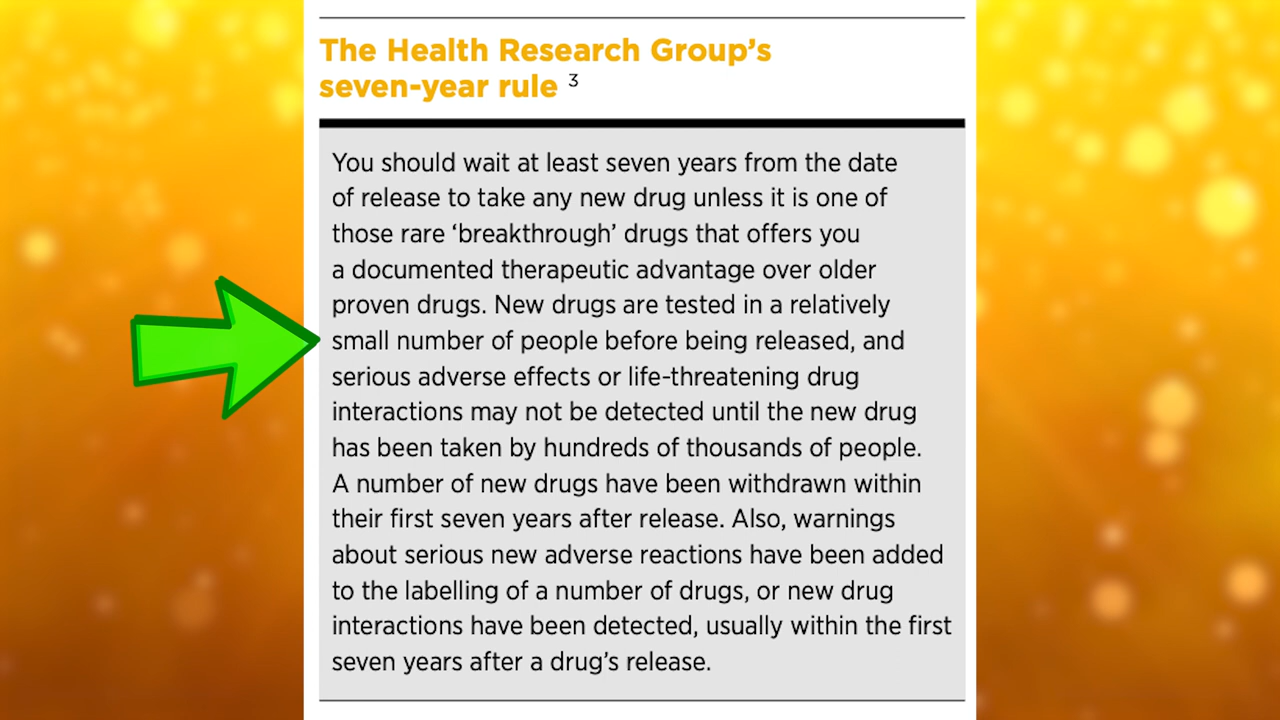 The Health Research Group’s
seven-year rule 3
You should wait at least seven years from the date
of release to take any new drug unless it is one of
those rare ‘breakthrough’ drugs that offers you
a documented therapeutic advantage over older
proven drugs. New drugs are tested in a relatively
small number of people before being released, and
serious adverse effects or life-threatening drug
interactions may not be detected until the new drug
has been taken by hundreds of thousands of people.
A number of new drugs have been withdrawn within
their first seven years after release. Also, warnings
about serious new adverse reactions have been added
to the labelling of a number of drugs, or new drug
interactions have been detected, usually within the first
seven years after a drug’s release.